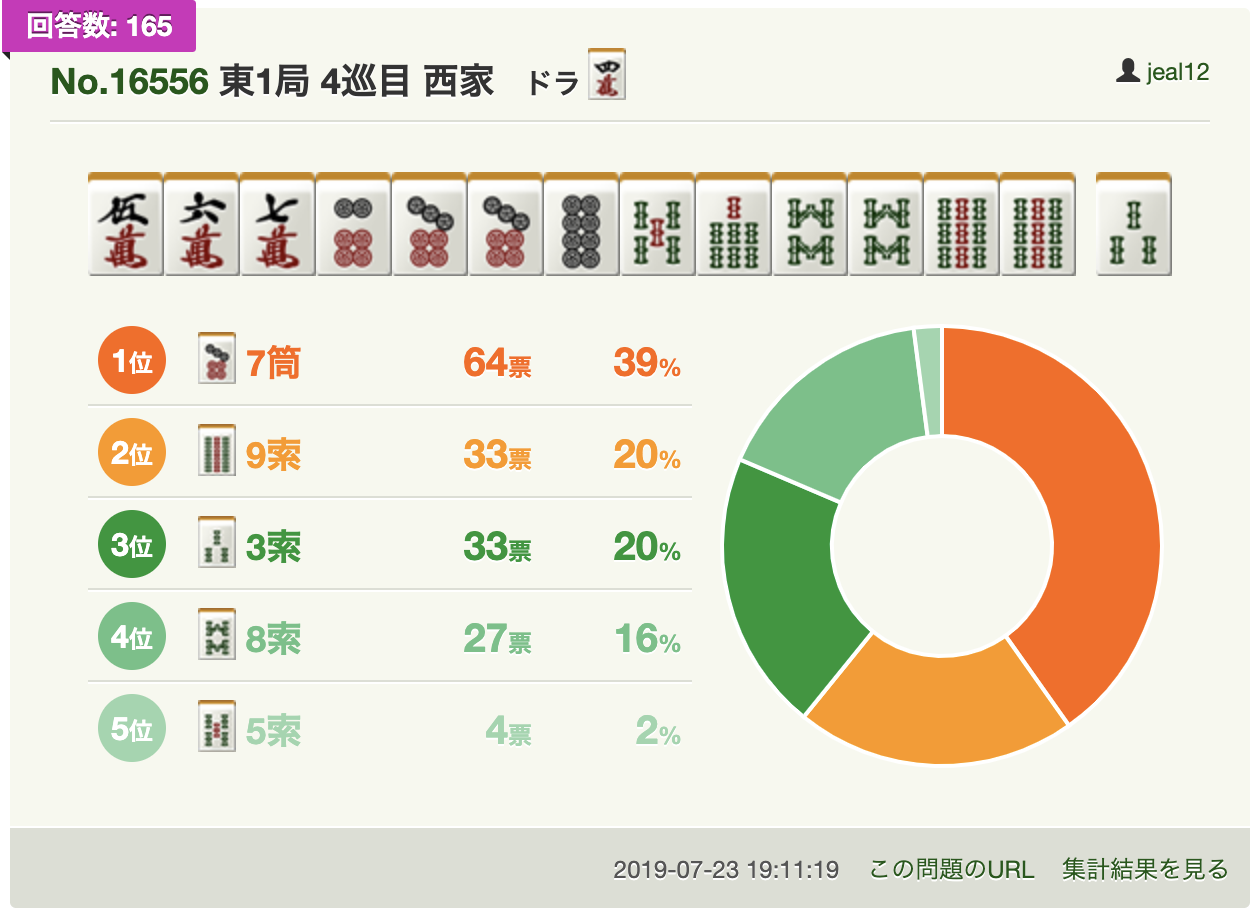 回答数: 165
No.16556 東1局 4巡目 西家 ドラ 四萬
jeal12
伍萬 六萬 七萬
1位 7筒 64票 39%
2位 9索 33票 20%
3位 3索 33票 20%
4位 8索 27票 16%
5位 5索 4票 2%
2019-07-23 19:11:19 この問題のURL 集計結果を見る